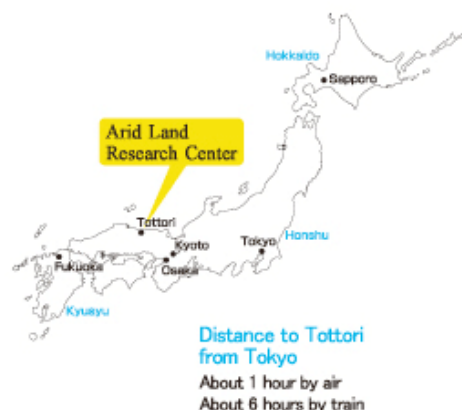 Hokkaido
Sapporo
Arid Land
Research Center
Tottori
Kyoto
Tokyo
Honshu
Fukuoka
Osaka
Kyusyu
Distance to Tottori
from Tokyo
About 1 hour by air
About 6 hours by train